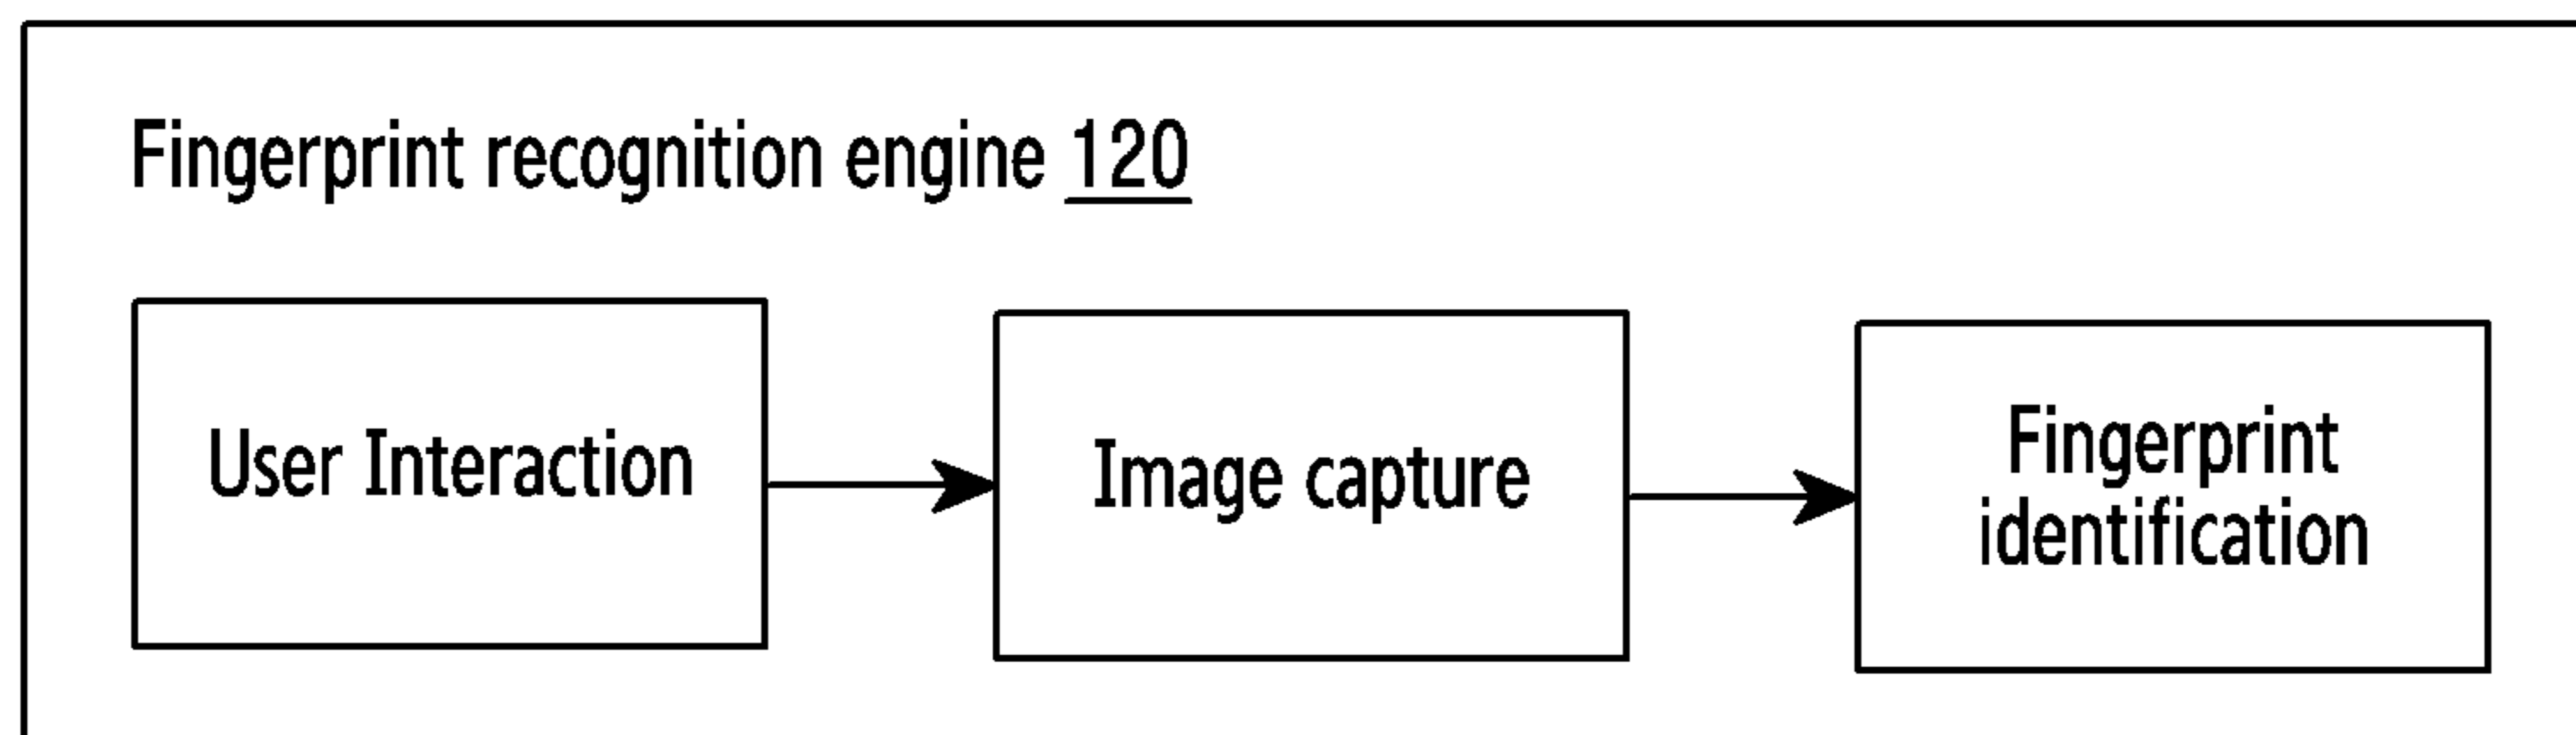 Fingerprint recognition engine 120
User Interaction
Image capture
Fingerprint
identification